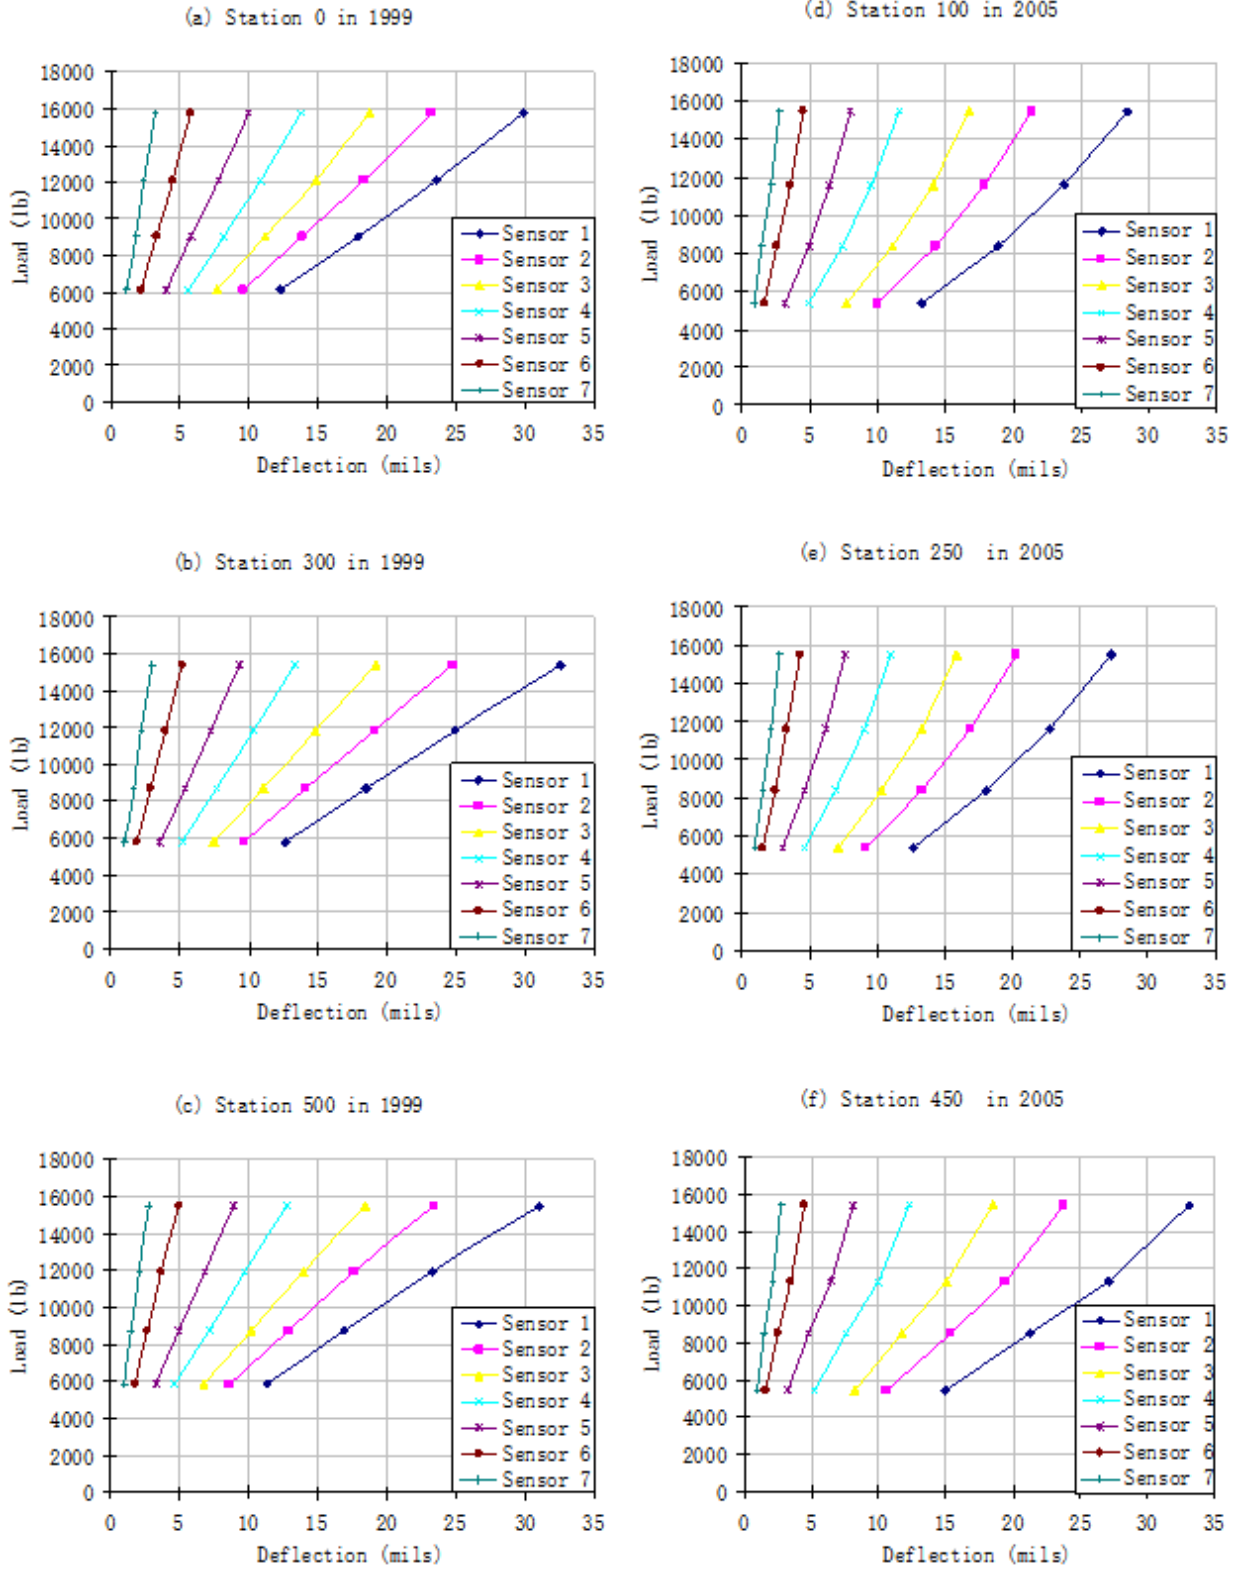 (a) Station 0 in 1999
18000
16000
14000
12000
10000
8000
6000
4000
2000
0
Load (lb)
0 5 10 15 20 25 30 35
Deflection (mils)
Sensor 1
Sensor 2
Sensor 3
Sensor 4
Sensor 5
Sensor 6
Sensor 7
(d) Station 100 in 2005
18000
16000
14000
12000
10000
8000
6000
4000
2000
0
Load (lb)
0 5 10 15 20 25 30 35
Deflection (mils)
Sensor 1
Sensor 2
Sensor 3
Sensor 4
Sensor 5
Sensor 6
Sensor 7
(b) Station 300 in 1999
18000
16000
14000
12000
10000
8000
6000
4000
2000
0
Load (lb)
0 5 10 15 20 25 30 35
Deflection (mils)
Sensor 1
Sensor 2
Sensor 3
Sensor 4
Sensor 5
Sensor 6
Sensor 7
(e) Station 250 in 2005
18000
16000
14000
12000
10000
8000
6000
4000
2000
0
Load (lb)
0 5 10 15 20 25 30 35
Deflection (mils)
Sensor 1
Sensor 2
Sensor 3
Sensor 4
Sensor 5
Sensor 6
Sensor 7
(c) Station 500 in 1999
18000
16000
14000
12000
10000
8000
6000
4000
2000
0
Load (lb)
0 5 10 15 20 25 30 35
Deflection (mils)
Sensor 1
Sensor 2
Sensor 3
Sensor 4
Sensor 5
Sensor 6
Sensor 7
(f) Station 450 in 2005
18000
16000
14000
12000
10000
8000
6000
4000
2000
0
Load (lb)
0 5 10 15 20 25 30 35
Deflection (mils)
Sensor 1
Sensor 2
Sensor 3
Sensor 4
Sensor 5
Sensor 6
Sensor 7